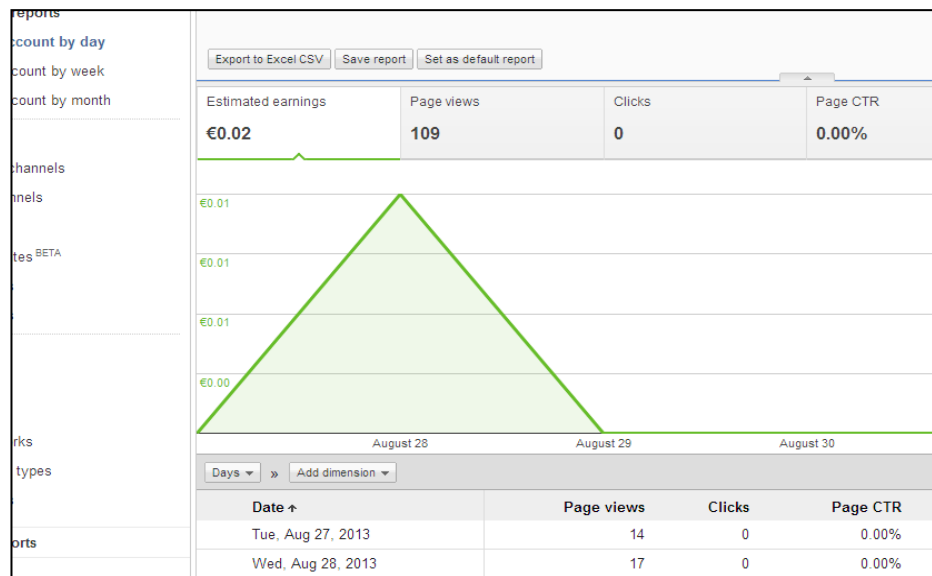 reports
ccount by day
count by week
count by month
channels
nnels
tes BETA
rks
types
orts
Export to Excel CSV Save report Set as default report
Estimated earnings Page views Clicks Page CTR
€0.02 109 0 0.00%
€0.01
€0.01
€0.01
€0.00
August 28 August 29 August 30
Days » Add dimension
Date Page views Clicks Page CTR
Tue, Aug 27, 2013 14 0 0.00%
Wed, Aug 28, 2013 17 0 0.00%